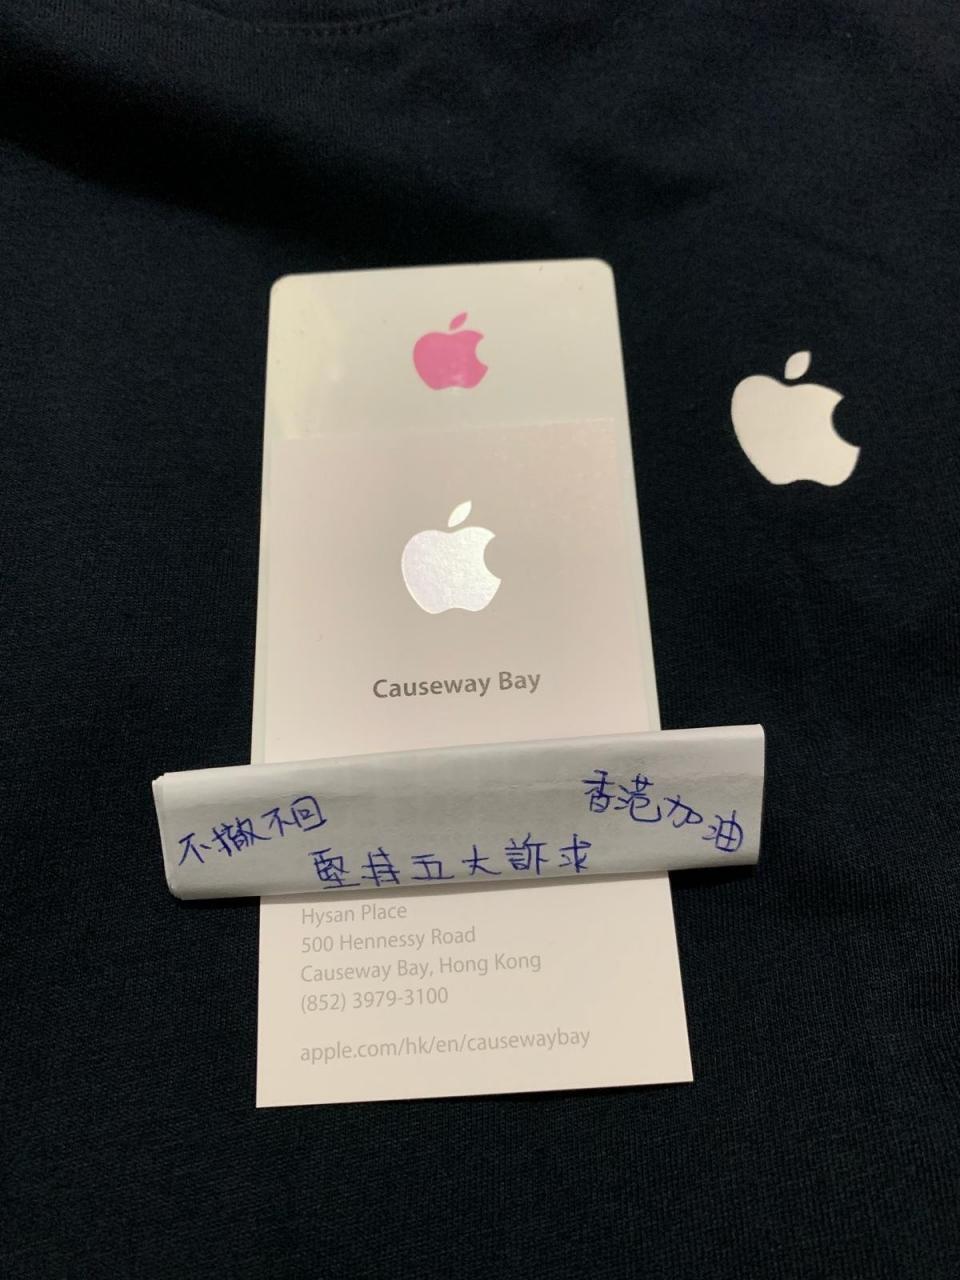 Causeway Bay
不撤不回
香港加油
堅持五大訴求
Hysan Place
500 Hennessy Road
Causeway Bay, Hong Kong
(852) 3979-3100
apple.com/hk/en/causewaybay